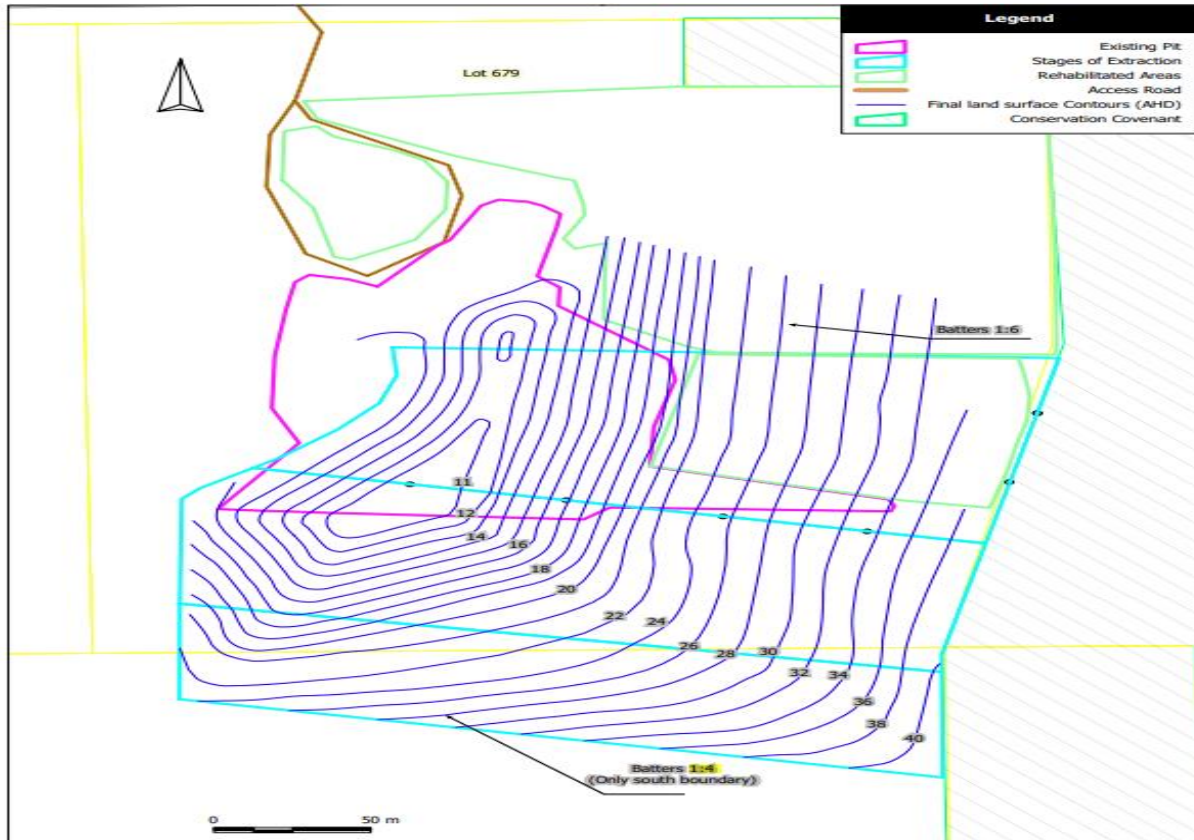 Legend
Existing Pit
Stages of Extraction
Rehabilitated Areas
Access Road
Final land surface Contours (AHD)
Conservation Covenant
Lot 679
Batters 1:6
11
12
14
16
18
20
22
24
26
28
30
32
34
36
38
40
Batters 1:4
(Only south boundary)
0 50 m